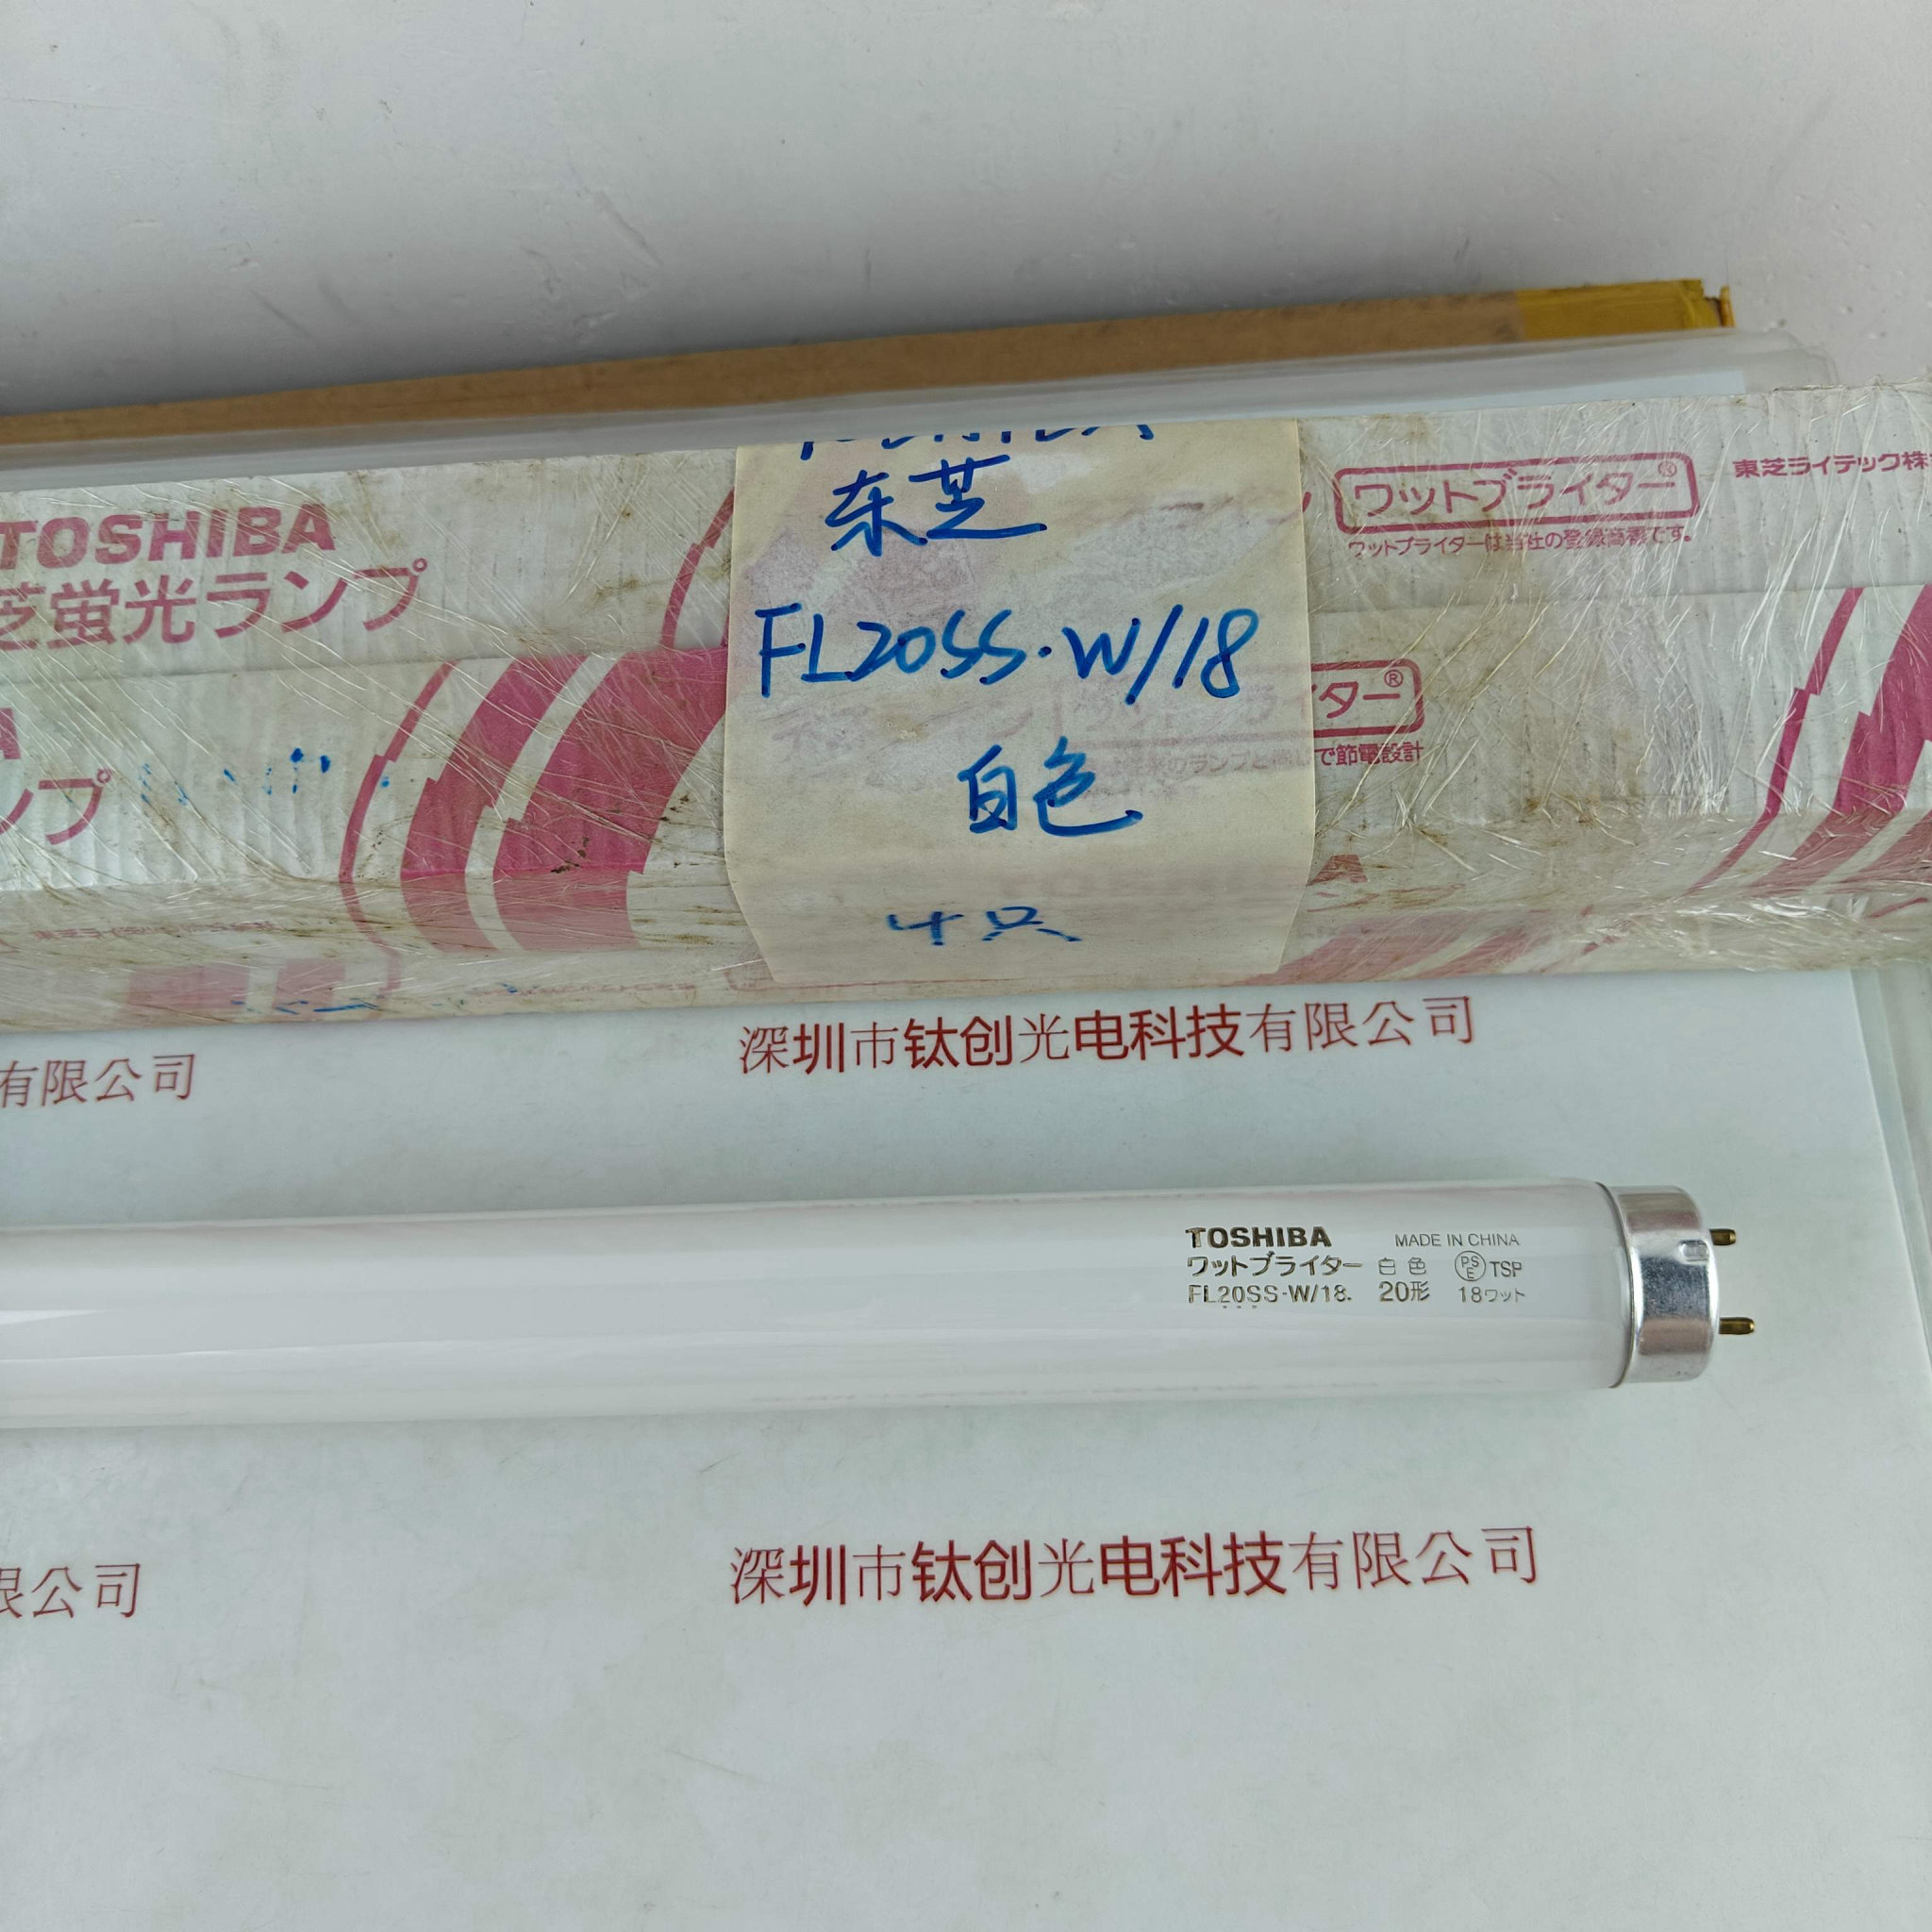 TOSHIBA
芝蛍光ランプ
ンプ
东芝
FL20SS·W/18
白色
4只
ワットブライター®
ワットブライターは当社の登録商標です。
東芝ライテック株
ター®
で節電設計
深圳市钛创光电科技有限公司
有限公司
TOSHIBA MADE IN CHINA
ワットブライター 白色 PSE TSP
FL20SS·W/18. 20形 18ワット
深圳市钛创光电科技有限公司
限公司